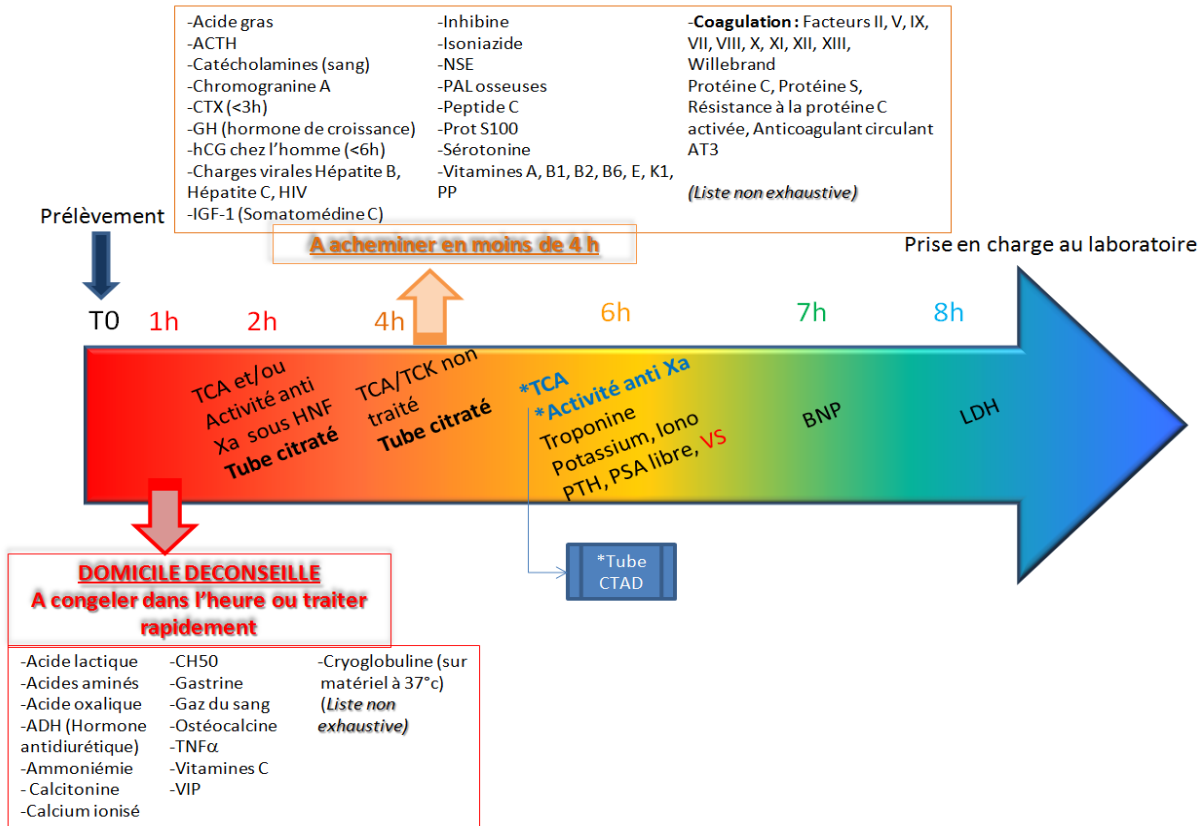 -Acide gras
-ACTH
-Catécholamines (sang)
-Chromogranine A
-CTX (<3h)
-GH (hormone de croissance)
-hCG chez l'homme (<6h)
-Charges virales Hépatite B,
Hépatite C, HIV
-IGF-1 (Somatomédine C)
-Inhibine
-Isoniazide
-NSE
-PAL osseuses
-Peptide C
-Prot S100
-Sérotonine
-Vitamines A, B1, B2, B6, E, K1,
PP
-Coagulation : Facteurs II, V, IX,
VII, VIII, X, XI, XII, XIII,
Willebrand
Protéine C, Protéine S,
Résistance à la protéine C
activée, Anticoagulant circulant
AT3
(Liste non exhaustive)
Prélèvement
A acheminer en moins de 4 h
Prise en charge au laboratoire
T0
1h
2h
4h
6h
7h
8h
TCA et/ou
Activité anti
Xa sous HNF
Tube citraté
TCA/TCK non
traité
Tube citraté
*TCA
*Activité anti Xa
Troponine
Potassium, Iono
PTH, PSA libre, VS
BNP
LDH
*Tube
CTAD
DOMICILE DECONSEILLE
A congeler dans l'heure ou traiter
rapidement
-Acide lactique
-Acides aminés
-Acide oxalique
-ADH (Hormone
antidiurétique)
-Ammoniémie
- Calcitonine
-Calcium ionisé
-CH50
-Gastrine
-Gaz du sang
-Ostéocalcine
-TNFα
-Vitamines C
-VIP
-Cryoglobuline (sur
matériel à 37°c)
(Liste non
exhaustive)